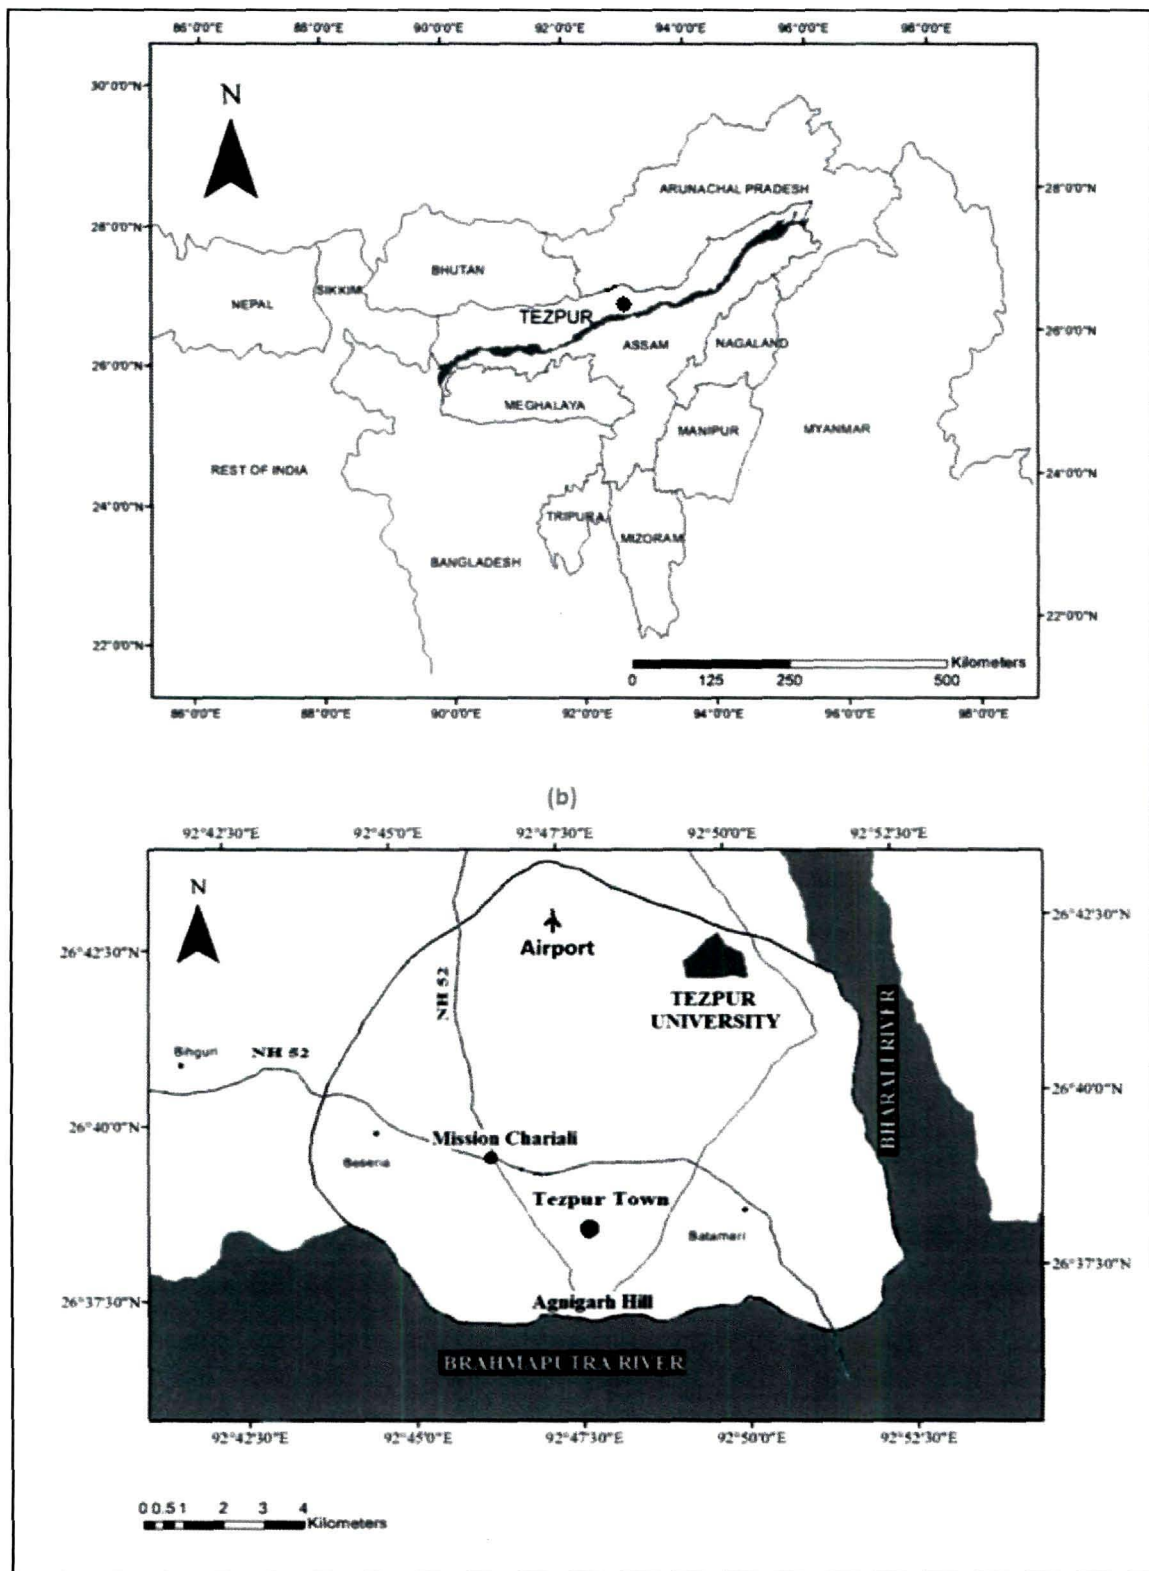 86°0'0"E 88°0'0"E 90°0'0"E 92°0'0"E 94°0'0"E 96°0'0"E 98°0'0"E
30°0'0"N
N
ARUNACHAL PRADESH
28°0'0"N
28°0'0"N
BHUTAN
SIKKIM
NEPAL
TEZPUR
26°0'0"N
ASSAM
NAGALAND
26°0'0"N
MEGHALAYA
MANIPUR
MYANMAR
REST OF INDIA
24°0'0"N
24°0'0"N
TRIPURA
MIZORAM
BANGLADESH
22°0'0"N
22°0'0"N
Kilometers
0 125 250 500
86°0'0"E 88°0'0"E 90°0'0"E 92°0'0"E 94°0'0"E 96°0'0"E 98°0'0"E
(b)
92°42'30"E 92°45'0"E 92°47'30"E 92°50'0"E 92°52'30"E
N
26°42'30"N
Airport
26°42'30"N
NH 52
TEZPUR
UNIVERSITY
BHARALI RIVER
Bihguri
NH 52
26°40'0"N
26°40'0"N
Mission Chariali
Beseria
Tezpur Town
Batamari
26°37'30"N
26°37'30"N
Agnigarh Hill
BRAHMAPUTRA RIVER
92°42'30"E 92°45'0"E 92°47'30"E 92°50'0"E 92°52'30"E
0 0.5 1 2 3 4
Kilometers